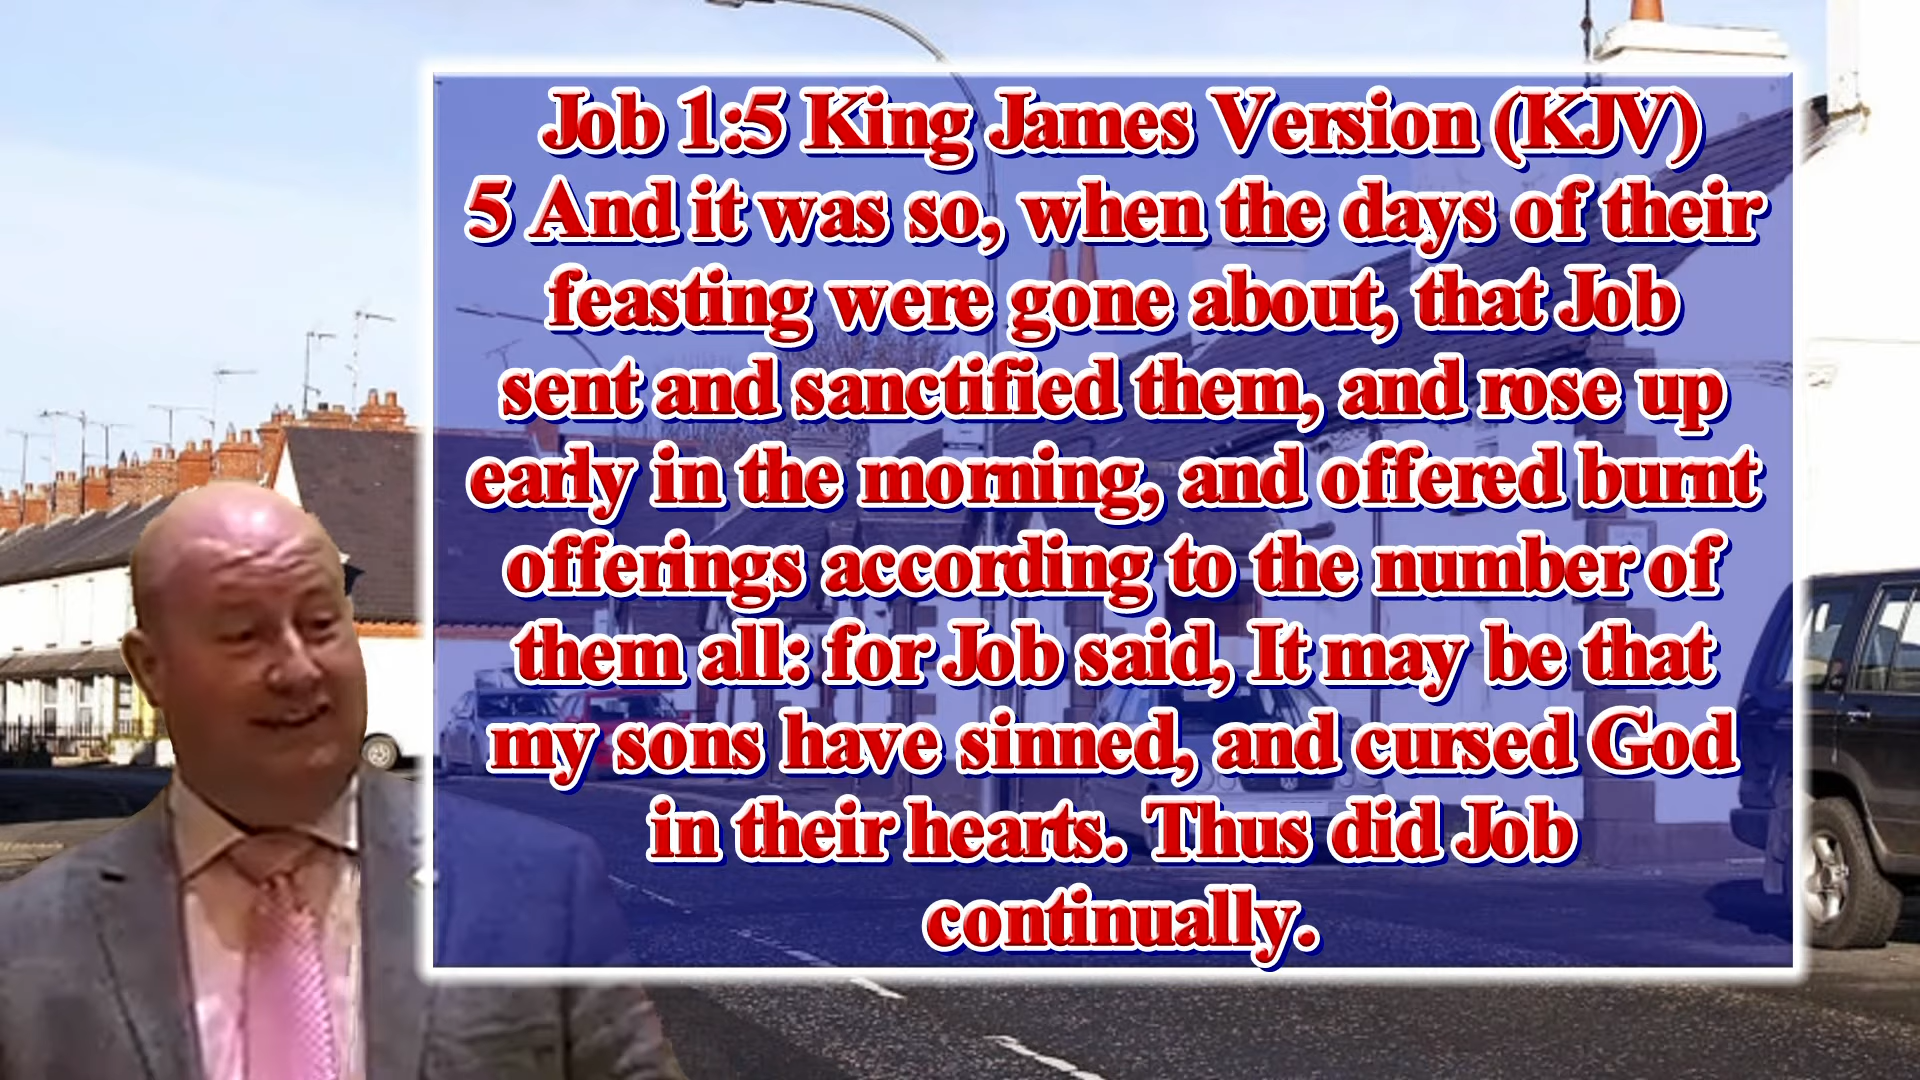 Job 1:5 King James Version (KJV)
5 And it was so, when the days of their
feasting were gone about, that Job
sent and sanctified them, and rose up
early in the morning, and offered burnt
offerings according to the number of
them all: for Job said, It may be that
my sons have sinned, and cursed God
in their hearts. Thus did Job
continually.